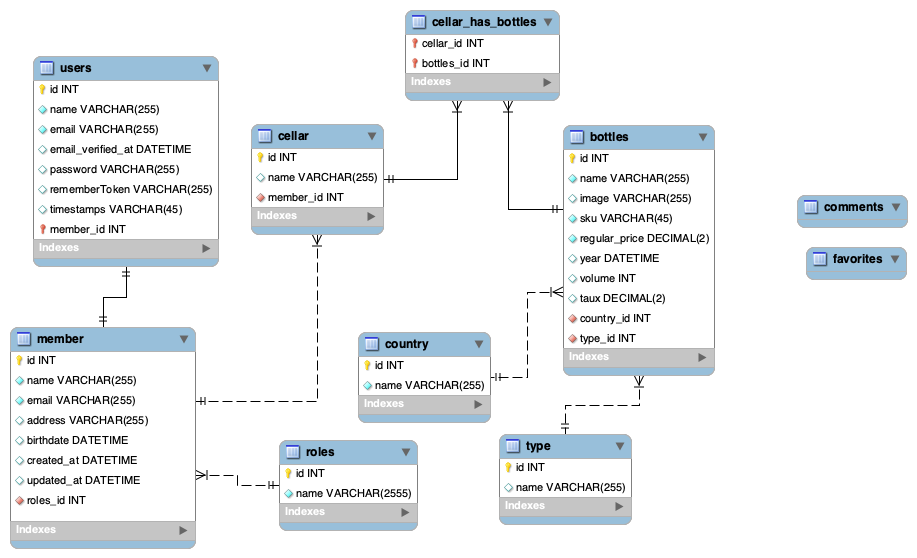 cellar_has_bottles
cellar_id INT
bottles_id INT
Indexes
users
id INT
name VARCHAR(255)
email VARCHAR(255)
email_verified_at DATETIME
password VARCHAR(255)
rememberToken VARCHAR(255)
timestamps VARCHAR(45)
member_id INT
Indexes
cellar
id INT
name VARCHAR(255)
member_id INT
Indexes
bottles
id INT
name VARCHAR(255)
image VARCHAR(255)
sku VARCHAR(45)
regular_price DECIMAL(2)
year DATETIME
volume INT
taux DECIMAL(2)
country_id INT
type_id INT
Indexes
comments
favorites
member
id INT
name VARCHAR(255)
email VARCHAR(255)
address VARCHAR(255)
birthdate DATETIME
created_at DATETIME
updated_at DATETIME
roles_id INT
Indexes
country
id INT
name VARCHAR(255)
Indexes
roles
id INT
name VARCHAR(2555)
Indexes
type
id INT
name VARCHAR(255)
Indexes